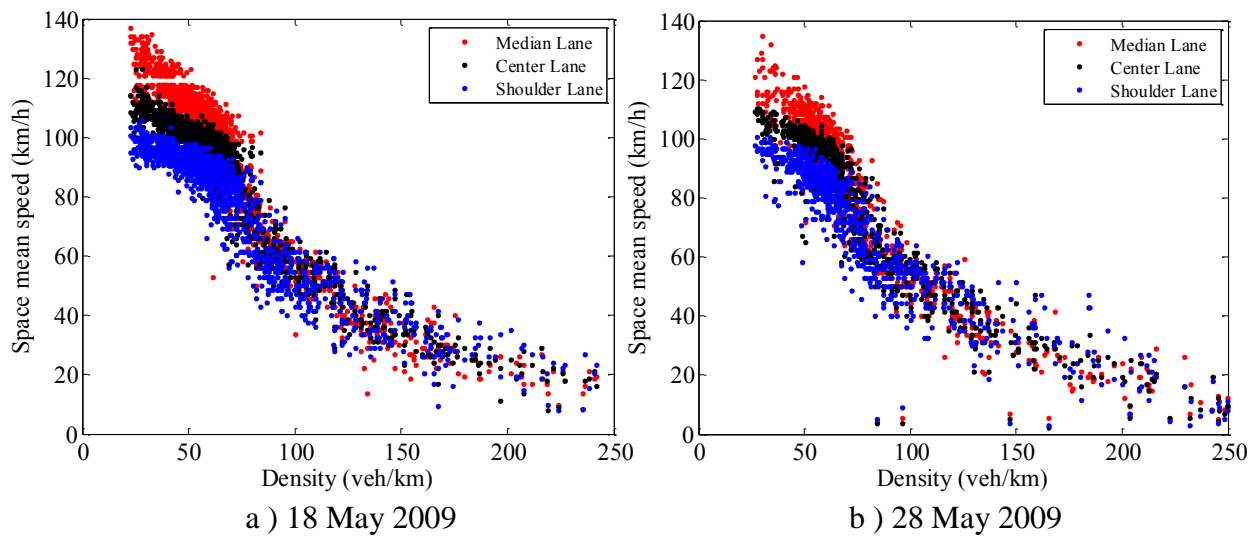 140
120
100
80
60
40
20
0
Space mean speed (km/h)
Median Lane
Center Lane
Shoulder Lane
0 50 100 150 200 250
Density (veh/km)
a ) 18 May 2009
140
120
100
80
60
40
20
0
Space mean speed (km/h)
Median Lane
Center Lane
Shoulder Lane
0 50 100 150 200 250
Density (veh/km)
b ) 28 May 2009